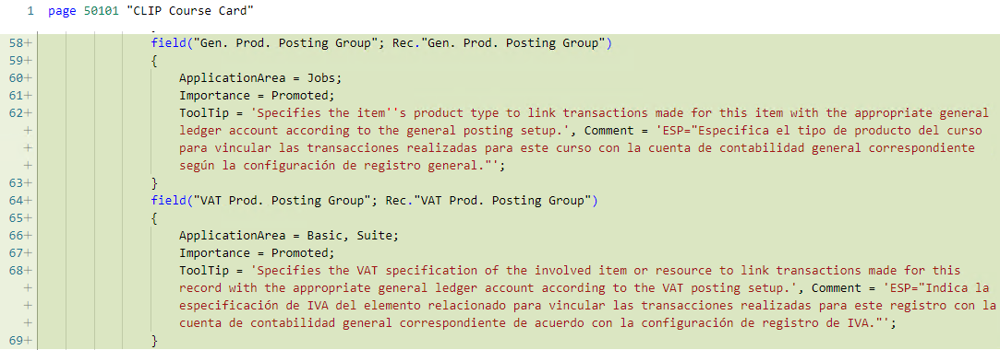 1 page 50101 "CLIP Course Card"
58+ field("Gen. Prod. Posting Group"; Rec."Gen. Prod. Posting Group")
59+ {
60+ ApplicationArea = Jobs;
61+ Importance = Promoted;
62+ ToolTip = 'Specifies the item''s product type to link transactions made for this item with the appropriate general
+ ledger account according to the general posting setup.', Comment = 'ESP="Especifica el tipo de producto del curso
+ para vincular las transacciones realizadas para este curso con la cuenta de contabilidad general correspondiente
+ según la configuración de registro general."';
63+ }
64+ field("VAT Prod. Posting Group"; Rec."VAT Prod. Posting Group")
65+ {
66+ ApplicationArea = Basic, Suite;
67+ Importance = Promoted;
68+ ToolTip = 'Specifies the VAT specification of the involved item or resource to link transactions made for this
+ record with the appropriate general ledger account according to the VAT posting setup.', Comment = 'ESP="Indica la
+ especificación de IVA del elemento relacionado para vincular las transacciones realizadas para este registro con la
+ cuenta de contabilidad general correspondiente de acuerdo con la configuración de registro de IVA."';
69+ }